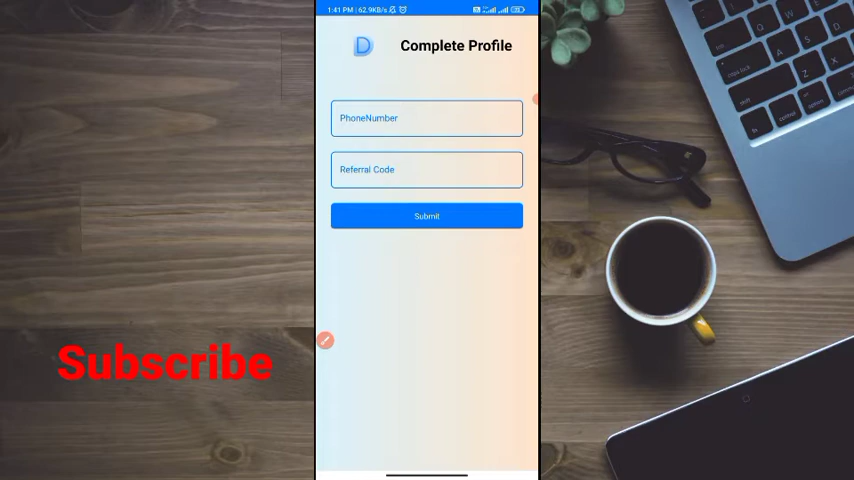 1:41 PM | 62.9KB/s
D
Complete Profile
PhoneNumber
Referral Code
Submit
Subscribe